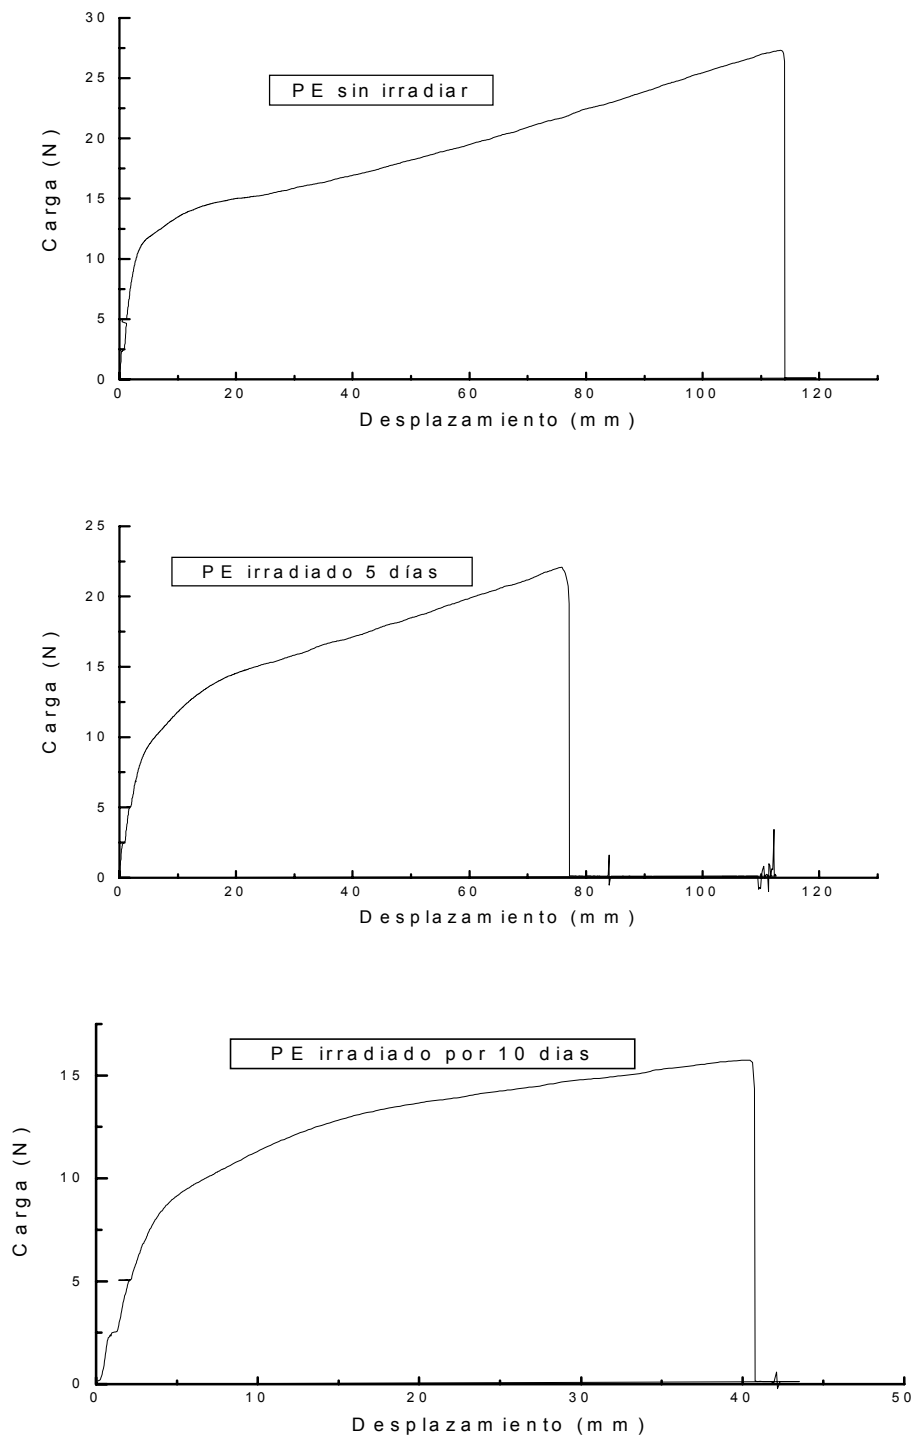 30
PE sin irradiar
25
20
15
10
5
0
Carga (N)
0 20 40 60 80 100 120
Desplazamiento (mm)
25
PE irradiado 5 días
20
15
10
5
0
Carga (N)
0 20 40 60 80 100 120
Desplazamiento (mm)
PE irradiado por 10 dias
15
10
5
0
Carga (N)
0 10 20 30 40 50
Desplazamiento (mm)